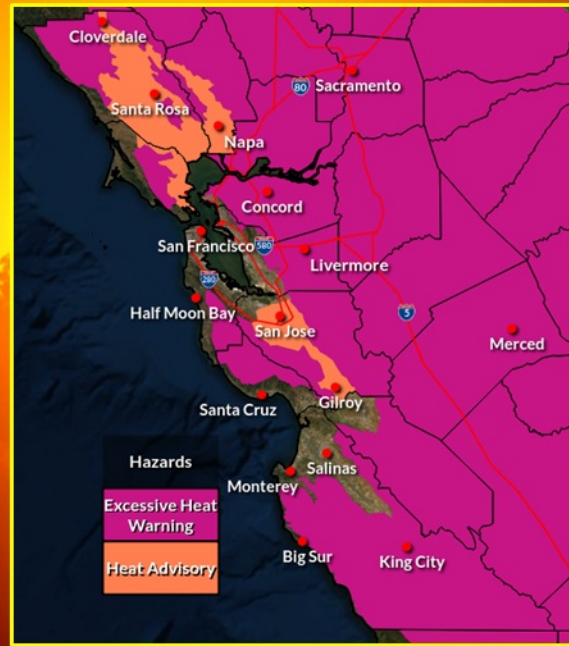 Cloverdale
80
Sacramento
Santa Rosa
Napa
Concord
San Francisco
580
Livermore
280
Half Moon Bay
San Jose
5
Merced
Santa Cruz
Gilroy
Hazards
Salinas
Monterey
Excessive Heat
Warning
Big Sur
King City
Heat Advisory